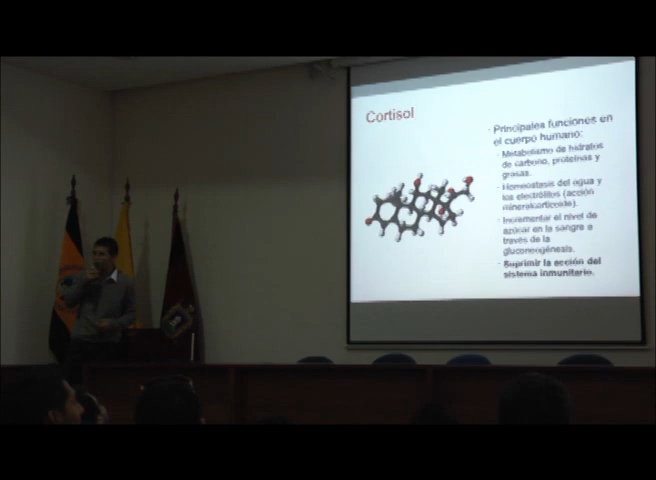 Cortisol
· Principales funciones en
el cuerpo humano:
· Metabolismo de hidratos
de carbono, proteínas y
grasas.
· Homeostasis del agua y
los electrólitos (acción
mineralcorticoide).
· Incrementar el nivel de
azúcar en la sangre a
través de la
gluconeogénesis.
· Suprimir la acción del
sistema inmunitario.